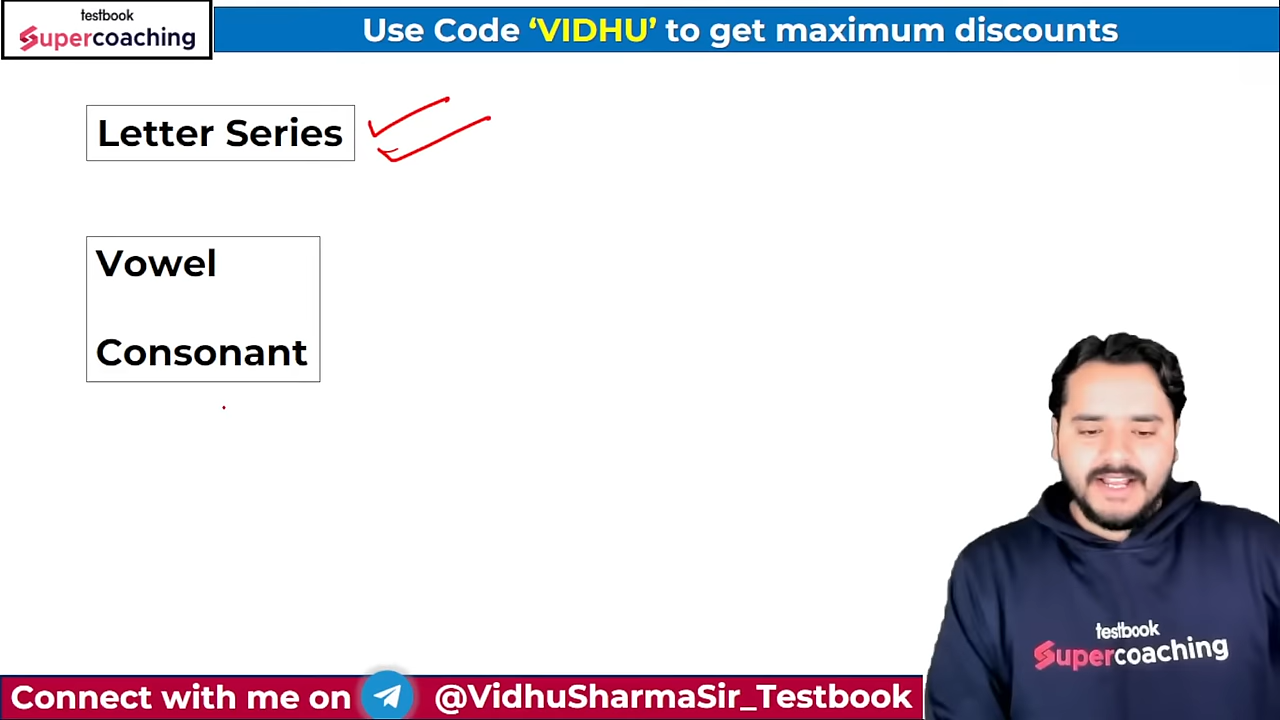 testbook
Supercoaching
Use Code ‘VIDHU’ to get maximum discounts
Letter Series
Vowel
Consonant
testbook
Supercoaching
Connect with me on @VidhuSharmaSir_Testbook